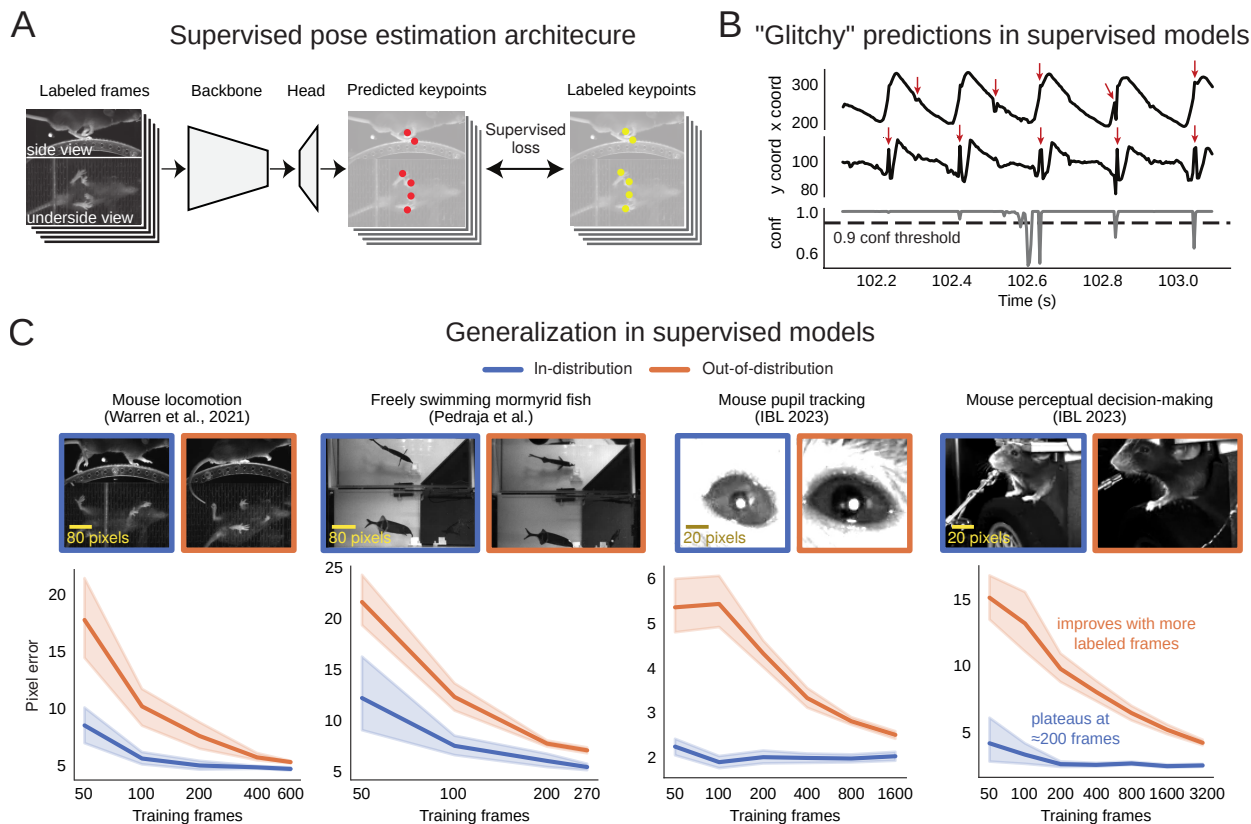 A
Supervised pose estimation architecure
Labeled frames
Backbone
Head
Predicted keypoints
Labeled keypoints
side view
underside view
Supervised
loss
B
"Glitchy" predictions in supervised models
x coord
300
200
y coord
100
80
conf
1.0
0.6
0.9 conf threshold
102.2 102.4 102.6 102.8 103.0
Time (s)
C
Generalization in supervised models
In-distribution
Out-of-distribution
Mouse locomotion
(Warren et al., 2021)
80 pixels
Pixel error
20
15
10
5
50 100 200 400 600
Training frames
Freely swimming mormyrid fish
(Pedraja et al.)
80 pixels
25
20
15
10
5
50 100 200 270
Training frames
Mouse pupil tracking
(IBL 2023)
20 pixels
6
5
4
3
2
50 100 200 400 800 1600
Training frames
Mouse perceptual decision-making
(IBL 2023)
20 pixels
15
10
5
improves with more
labeled frames
plateaus at
≈200 frames
50 100 200 400 800 1600 3200
Training frames